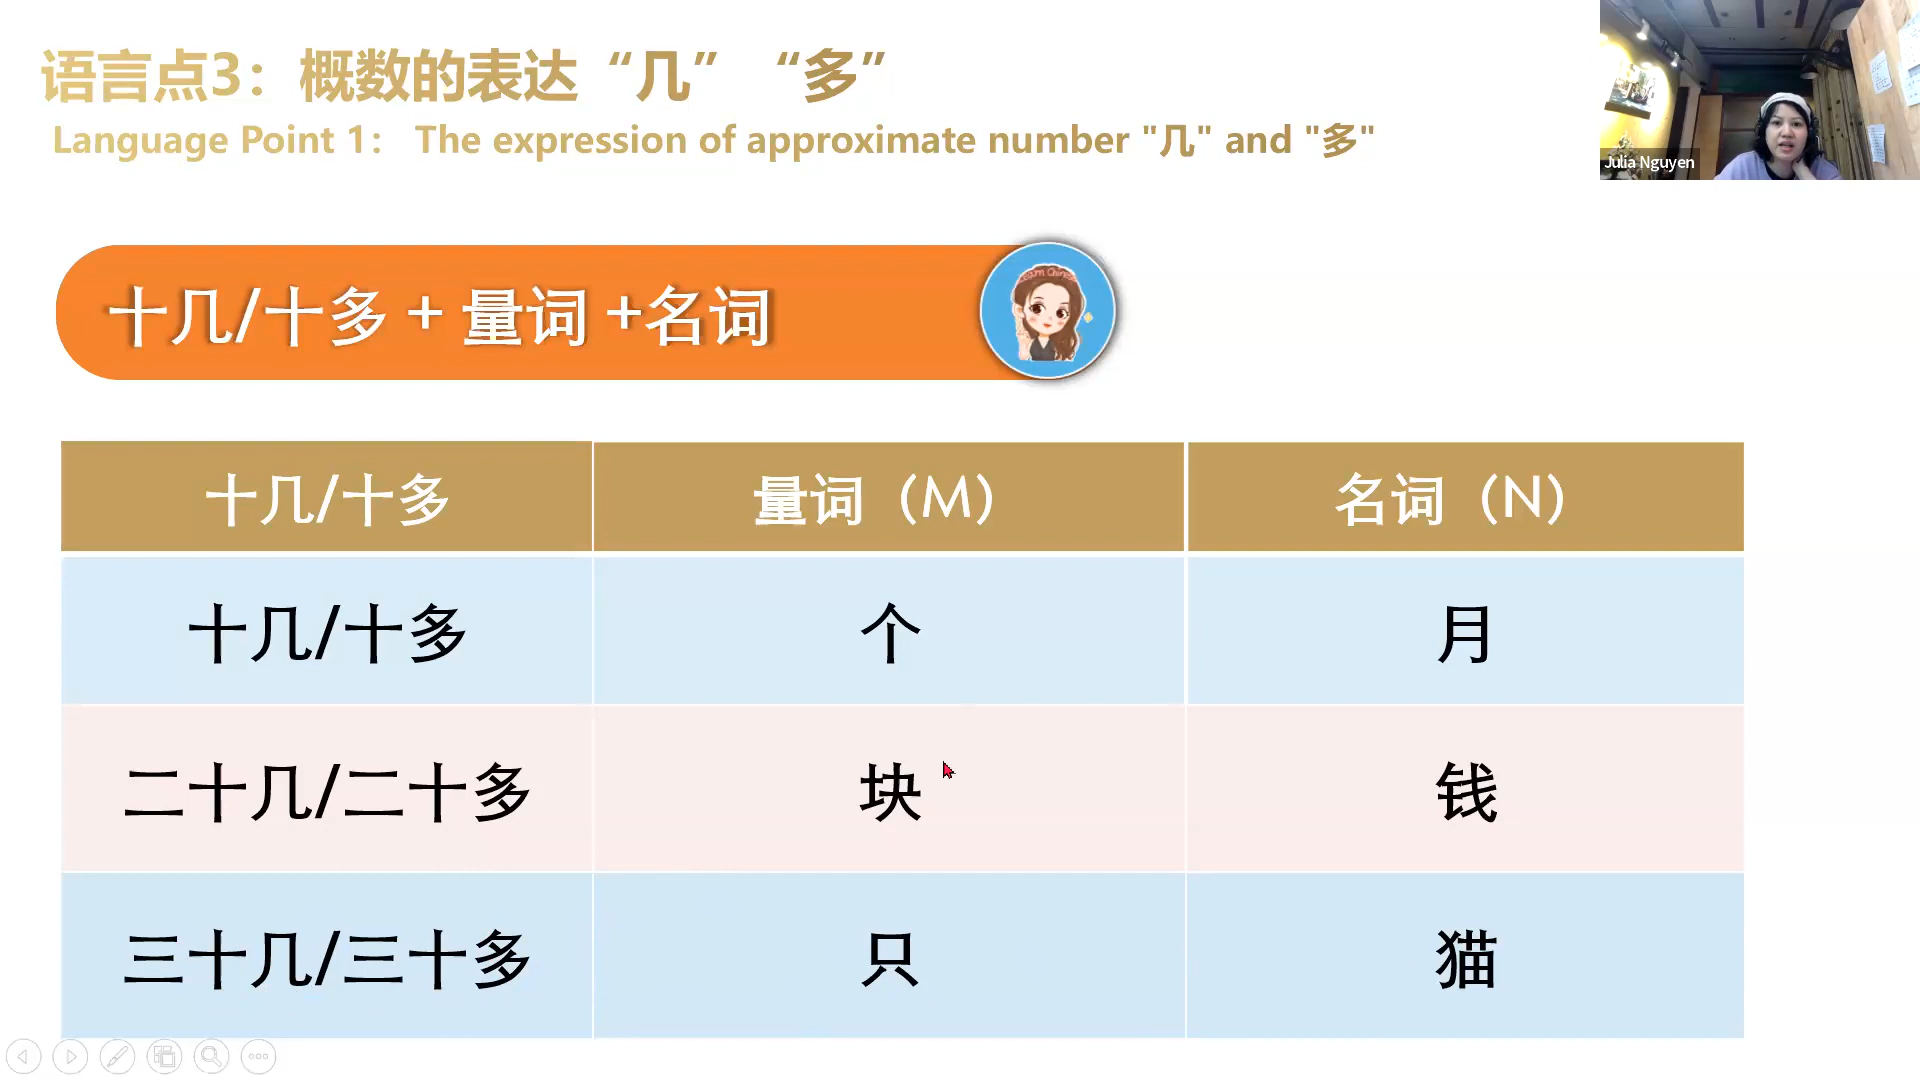 语言点3：概数的表达“几” “多”
Language Point 1： The expression of approximate number "几" and "多"
Julia Nguyen
十几/十多 + 量词 +名词
Learn Chinese
十几/十多 量词（M） 名词（N）
十几/十多 个 月
二十几/二十多 块 钱
三十几/三十多 只 猫